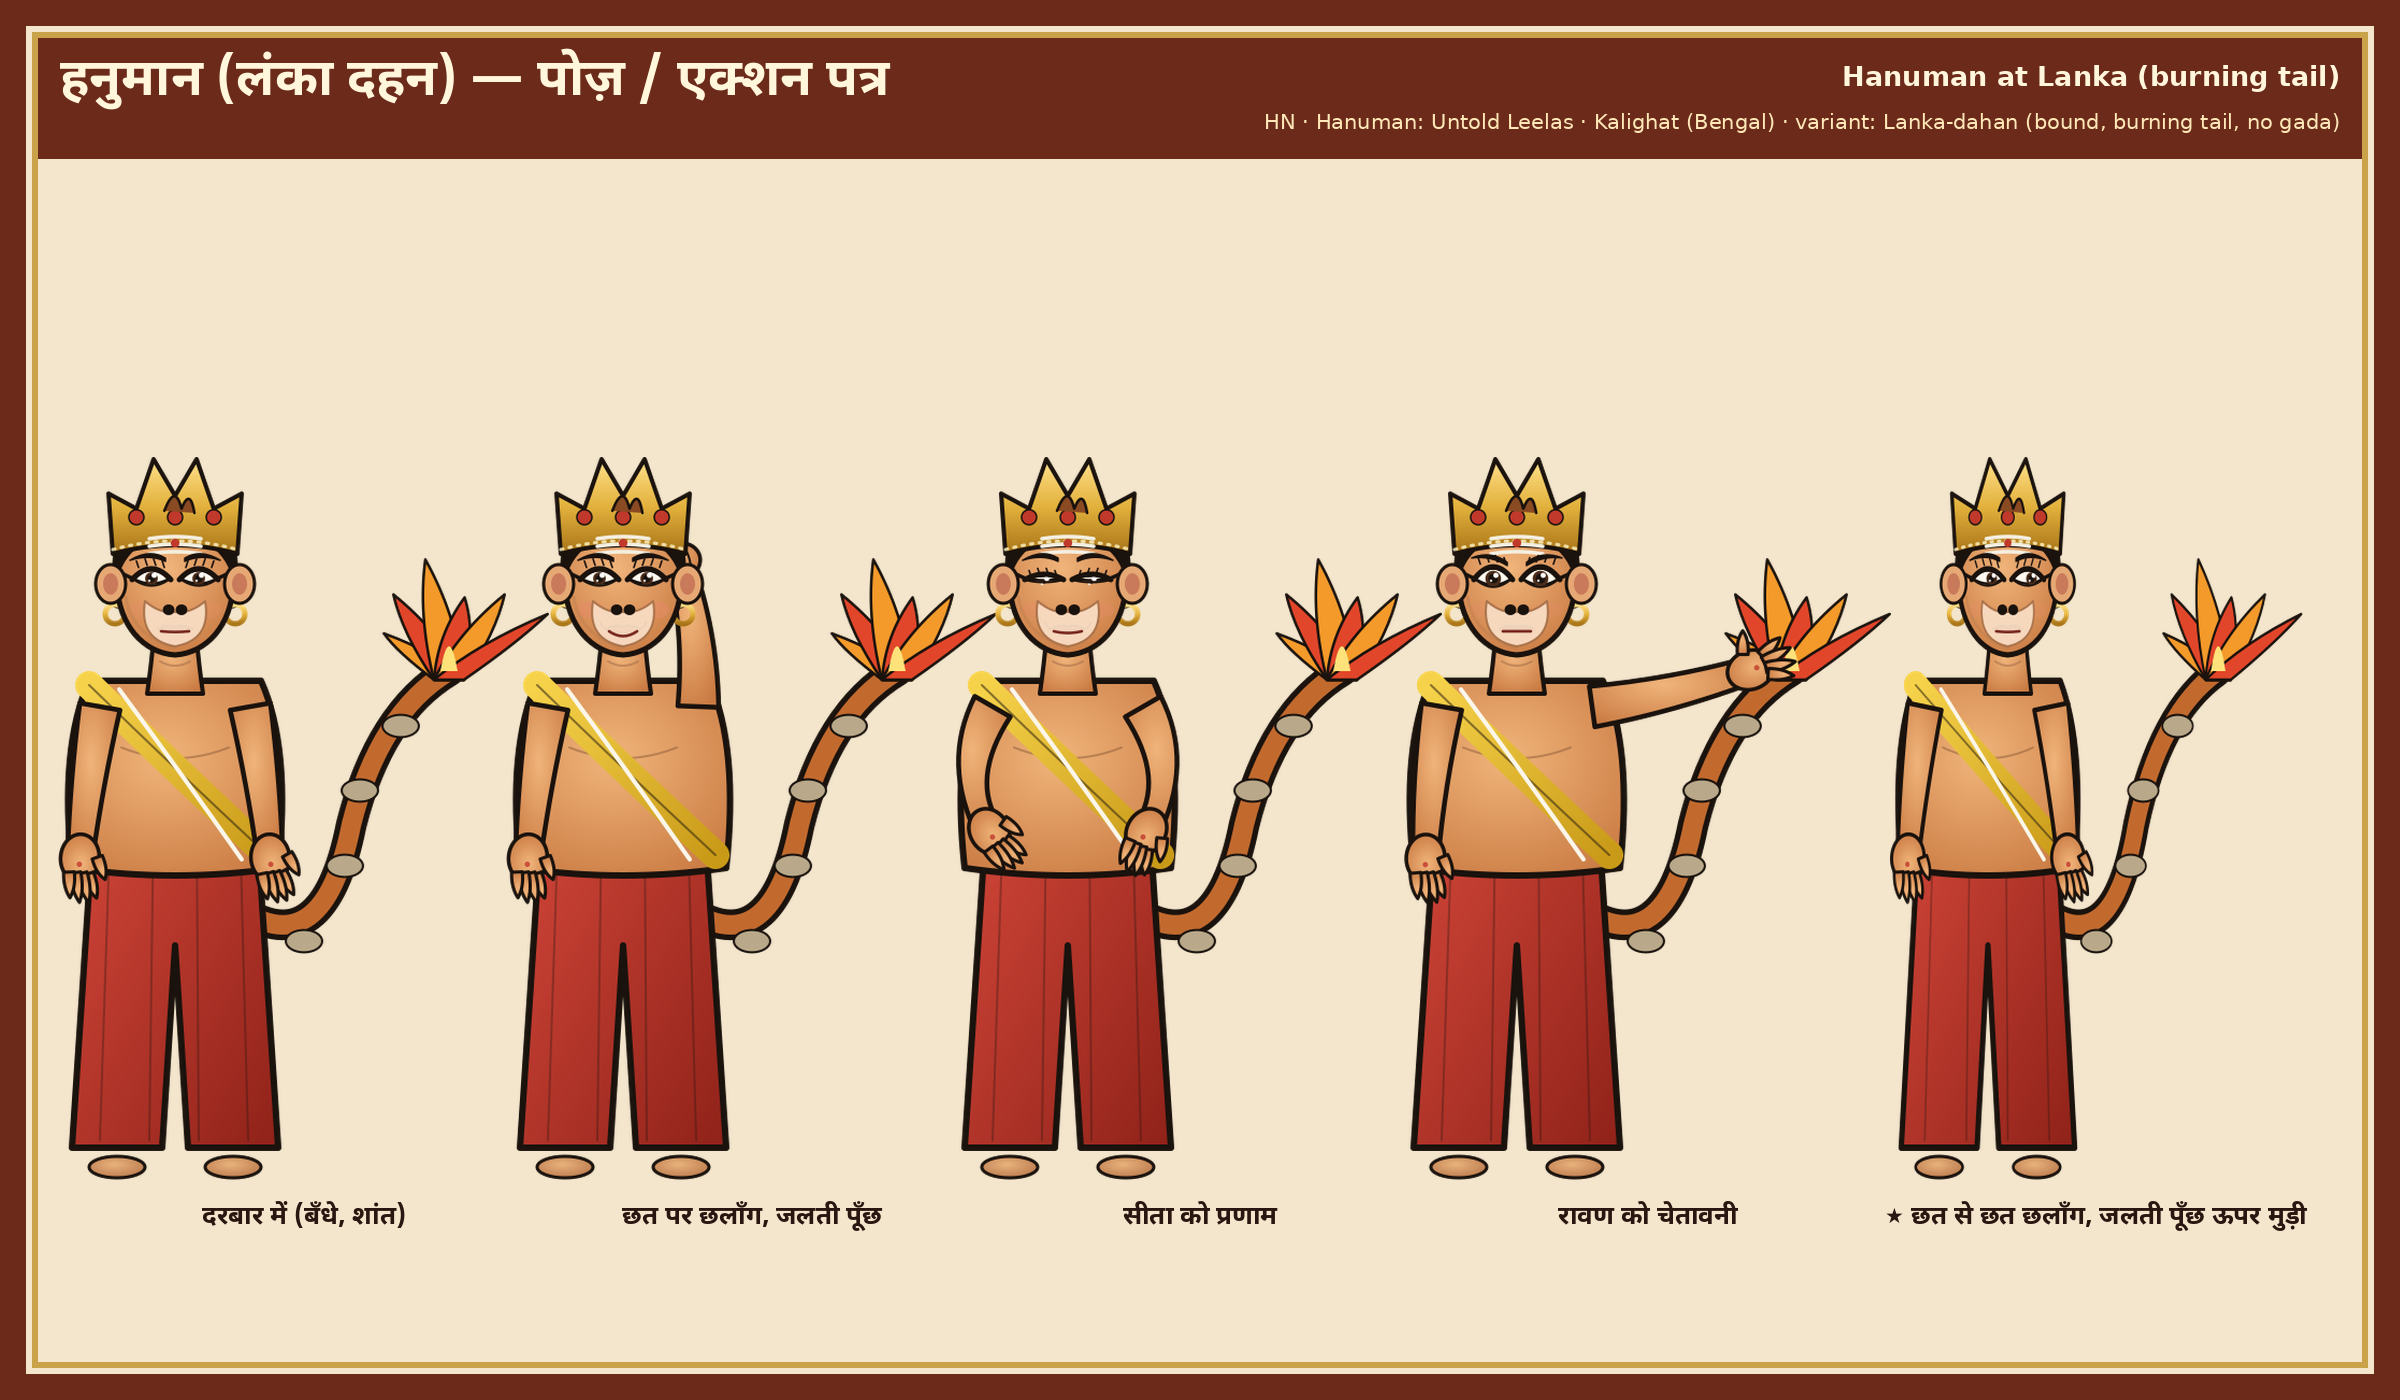 हनुमान (लंका दहन) — पोज़ / एक्शन पत्र
Hanuman at Lanka (burning tail)
HN · Hanuman: Untold Leelas · Kalighat (Bengal) · variant: Lanka-dahan (bound, burning tail, no gada)
दरबार में (बँधे, शांत)
छत पर छलाँग, जलती पूँछ
सीता को प्रणाम
रावण को चेतावनी
★ छत से छत छलाँग, जलती पूँछ ऊपर मुड़ी